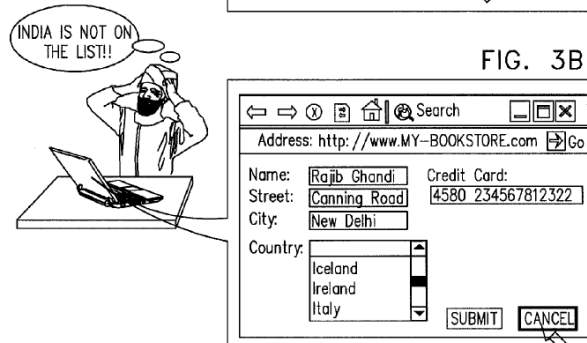 INDIA IS NOT ON
THE LIST!!
FIG. 3B
Search
Address: http://www.MY-BOOKSTORE.com Go
Name: Rajib Ghandi
Credit Card:
Street: Canning Road
4580 234567812322
City: New Delhi
Country:
Iceland
Ireland
Italy
SUBMIT CANCEL